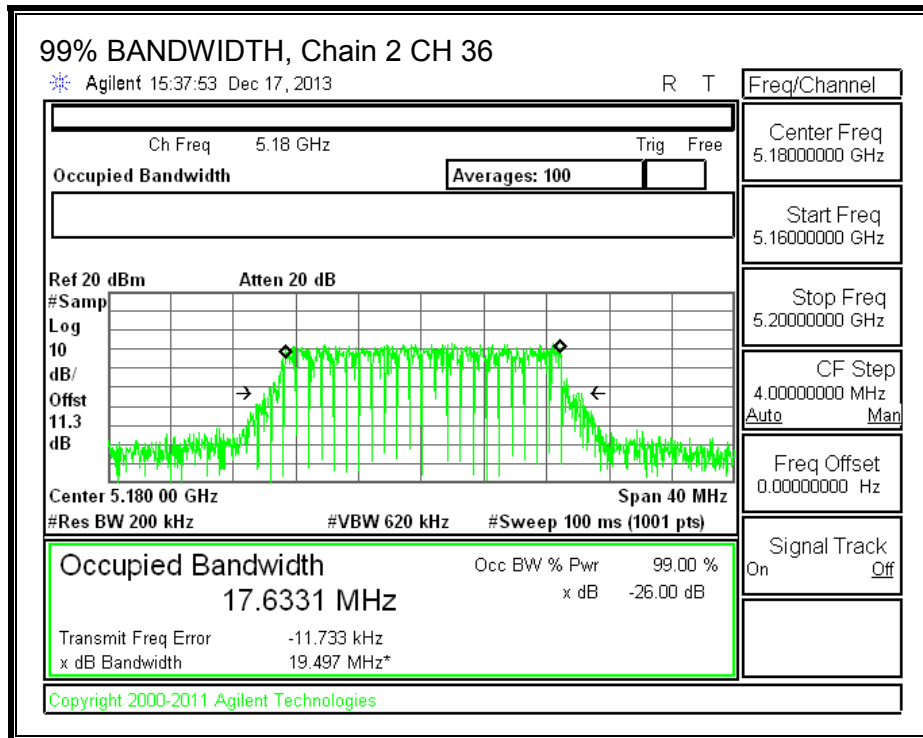 99% BANDWIDTH, Chain 2 CH 36
Agilent 15:37:53 Dec 17, 2013 R T
Freq/Channel
Ch Freq 5.18 GHz Trig Free
Occupied Bandwidth Averages: 100
Center Freq
5.18000000 GHz
Start Freq
5.16000000 GHz
Stop Freq
5.20000000 GHz
CF Step
4.00000000 MHz
Auto Man
Freq Offset
0.00000000 Hz
Signal Track
On Off
Ref 20 dBm Atten 20 dB
#Samp
Log
10
dB/
Offst
11.3
dB
Center 5.180 00 GHz Span 40 MHz
#Res BW 200 kHz #VBW 620 kHz #Sweep 100 ms (1001 pts)
Occupied Bandwidth Occ BW % Pwr 99.00 %
17.6331 MHz x dB -26.00 dB
Transmit Freq Error -11.733 kHz
x dB Bandwidth 19.497 MHz*
Copyright 2000-2011 Agilent Technologies